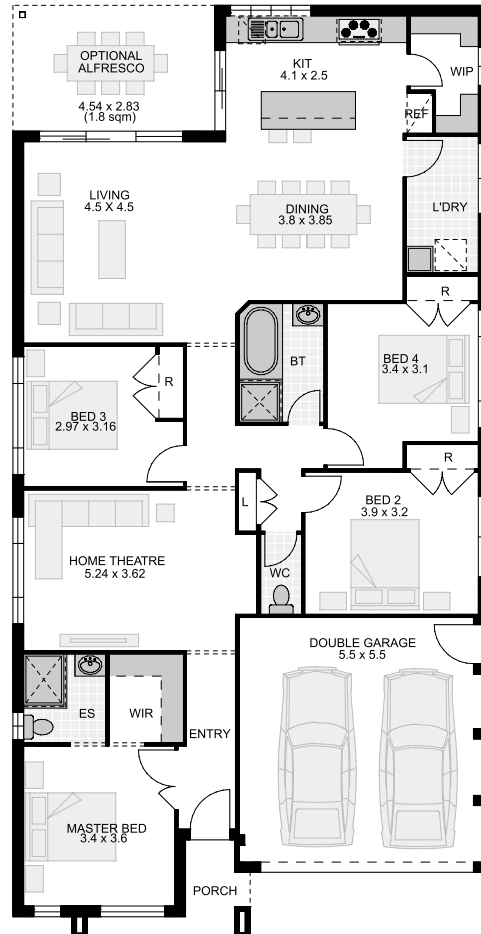 OPTIONAL
ALFRESCO
4.54 x 2.83
(1.8 sqm)
KIT
4.1 x 2.5
WIP
REF
LIVING
4.5 X 4.5
DINING
3.8 x 3.85
L'DRY
R
BT
BED 4
3.4 x 3.1
R
BED 3
2.97 x 3.16
R
BED 2
3.9 x 3.2
L
HOME THEATRE
5.24 x 3.62
WC
DOUBLE GARAGE
5.5 x 5.5
ES
WIR
ENTRY
MASTER BED
3.4 x 3.6
PORCH